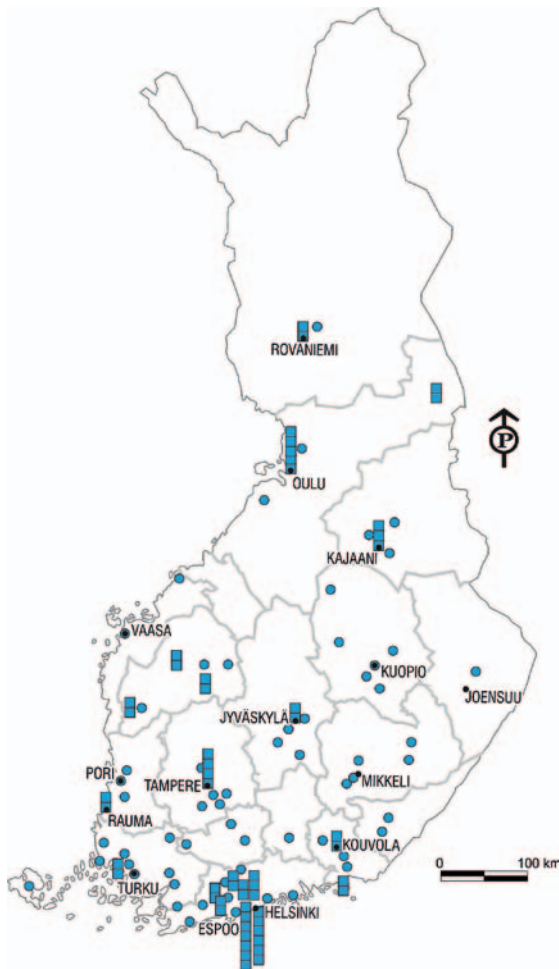 ROVANIEMI
P
OULU
KAJAANI
VAASA
KUOPIO
JOENSUU
JYVÄSKYLÄ
PORI
TAMPERE
MIKKELI
RAUMA
KOUVOLA
0 100 km
TURKU
HELSINKI
ESPOO